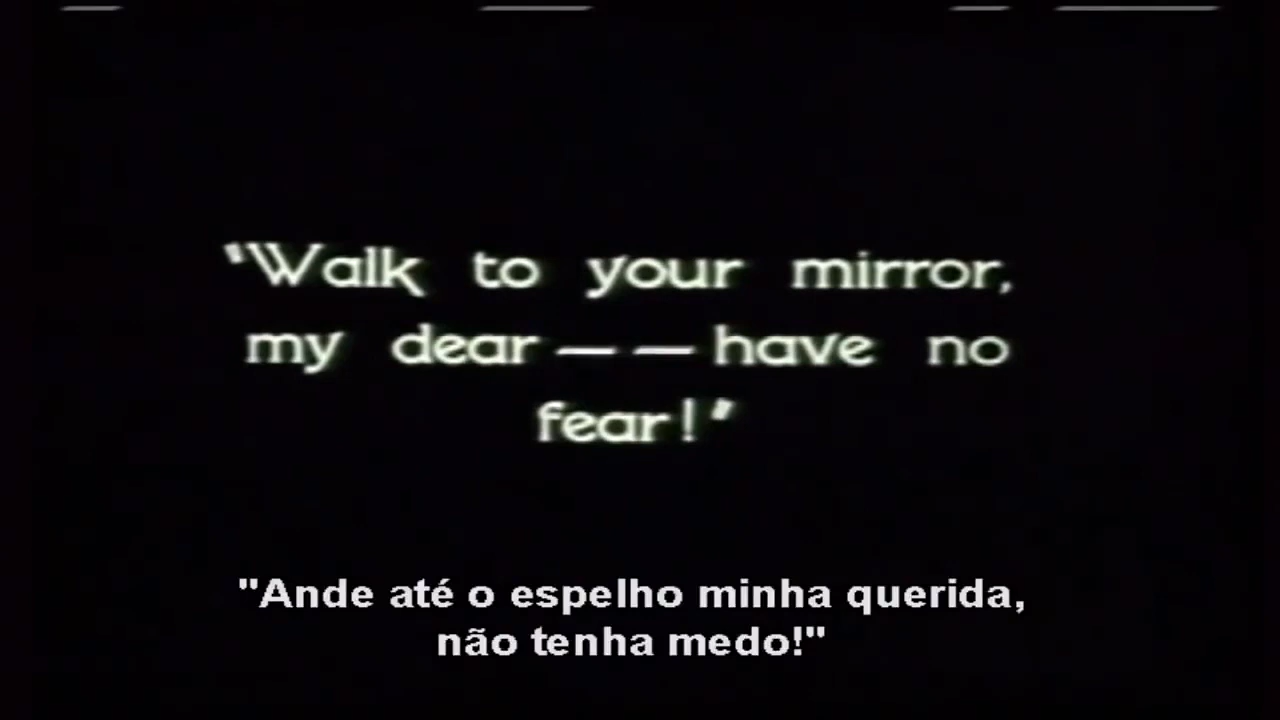 "Walk to your mirror,
my dear — — have no
fear!"
"Ande até o espelho minha querida,
não tenha medo!"